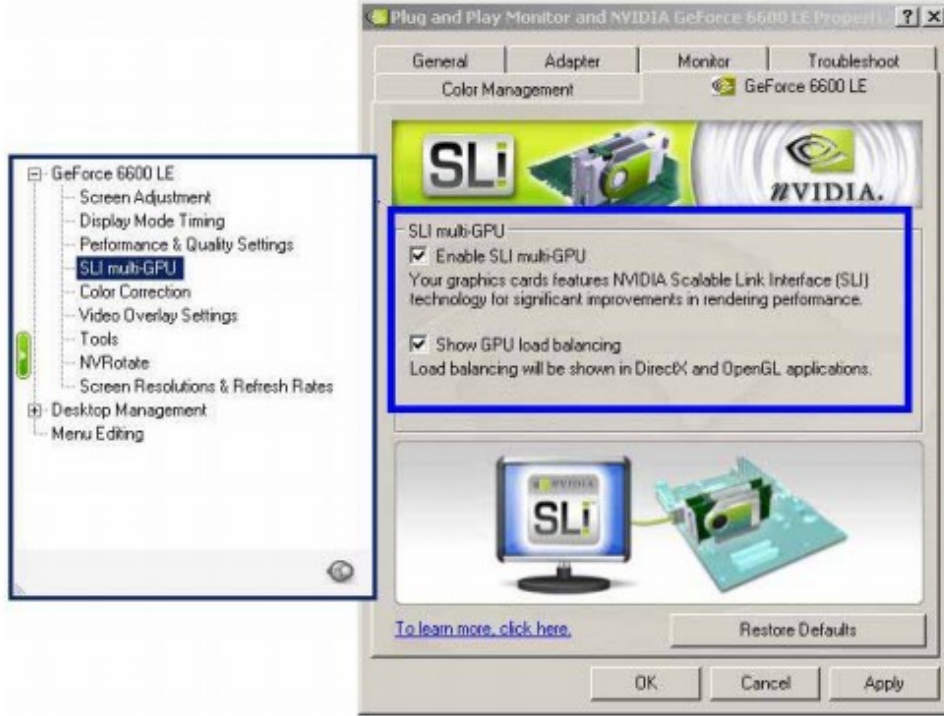 Plug and Play Monitor and NVIDIA GeForce 6600 LE Properti...
General
Adapter
Monitor
Troubleshoot
Color Management
GeForce 6600 LE
SLi
NVIDIA.
GeForce 6600 LE
Screen Adjustment
Display Mode Timing
Performance & Quality Settings
SLI multi-GPU
Color Correction
Video Overlay Settings
Tools
NVRotate
Screen Resolutions & Refresh Rates
Desktop Management
Menu Editing
SLI multi-GPU
Enable SLI multi-GPU
Your graphics cards features NVIDIA Scalable Link Interface (SLI)
technology for significant improvements in rendering performance.
Show GPU load balancing
Load balancing will be shown in DirectX and OpenGL applications.
NVIDIA
SLi
To learn more, click here.
Restore Defaults
OK
Cancel
Apply